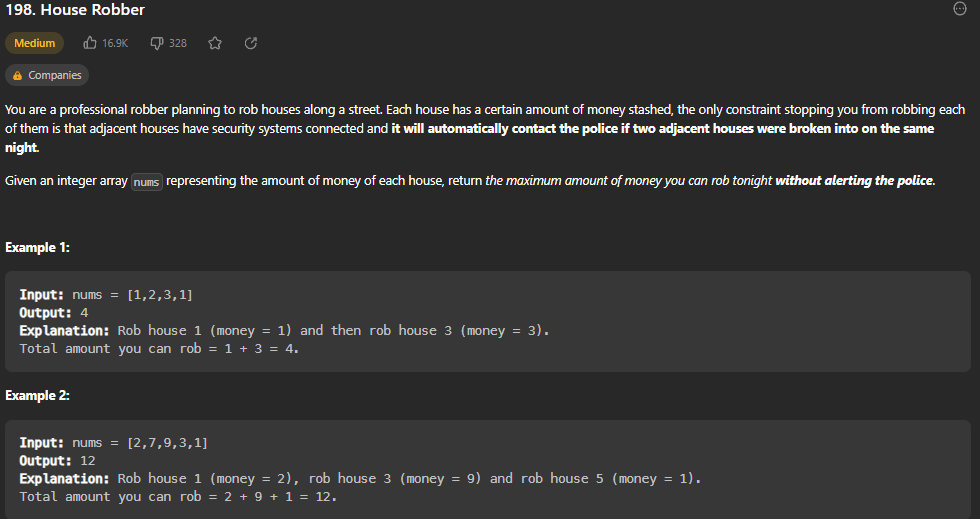 198. House Robber
Medium 16.9K 328
Companies
You are a professional robber planning to rob houses along a street. Each house has a certain amount of money stashed, the only constraint stopping you from robbing each
of them is that adjacent houses have security systems connected and it will automatically contact the police if two adjacent houses were broken into on the same
night.
Given an integer array nums representing the amount of money of each house, return the maximum amount of money you can rob tonight without alerting the police.
Example 1:
Input: nums = [1,2,3,1]
Output: 4
Explanation: Rob house 1 (money = 1) and then rob house 3 (money = 3).
Total amount you can rob = 1 + 3 = 4.
Example 2:
Input: nums = [2,7,9,3,1]
Output: 12
Explanation: Rob house 1 (money = 2), rob house 3 (money = 9) and rob house 5 (money = 1).
Total amount you can rob = 2 + 9 + 1 = 12.